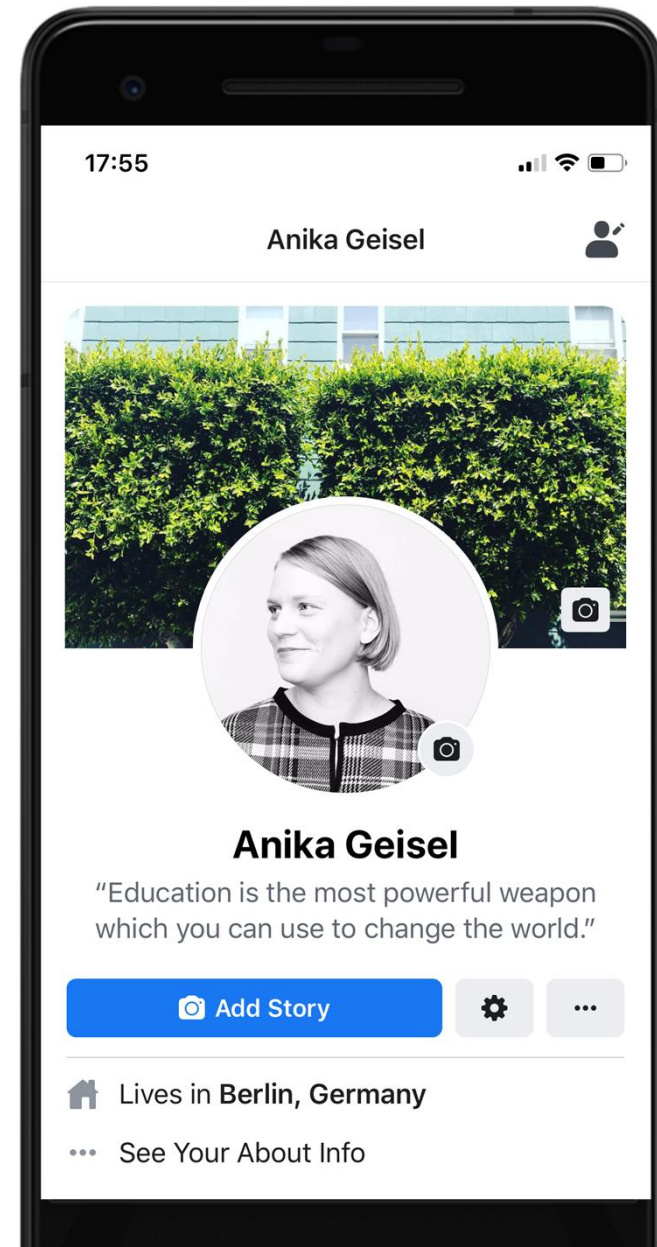 17:55
Anika Geisel
Anika Geisel
“Education is the most powerful weapon
which you can use to change the world.”
Add Story
Lives in Berlin, Germany
See Your About Info